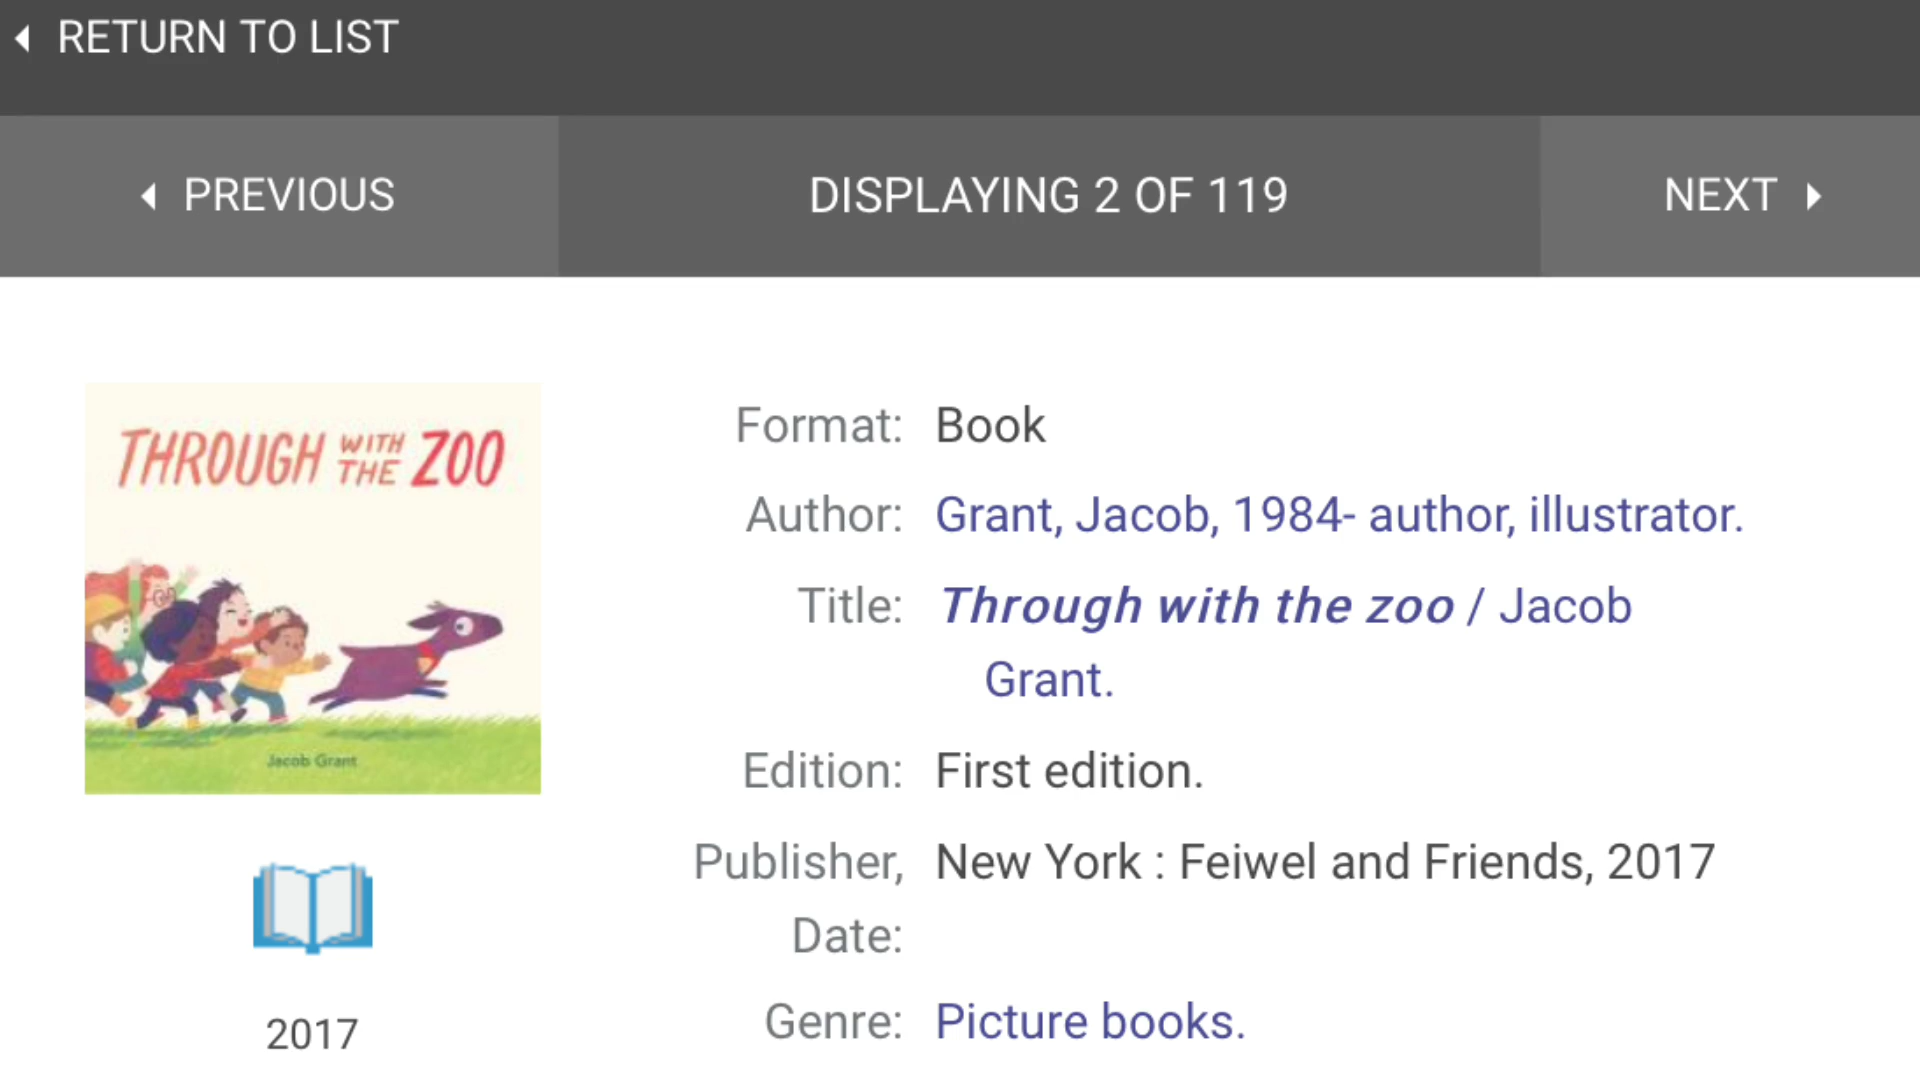 RETURN TO LIST
PREVIOUS
DISPLAYING 2 OF 119
NEXT
THROUGH WITH THE ZOO
Jacob Grant
2017
Format: Book
Author: Grant, Jacob, 1984- author, illustrator.
Title: Through with the zoo / Jacob
Grant.
Edition: First edition.
Publisher, New York : Feiwel and Friends, 2017
Date:
Genre: Picture books.